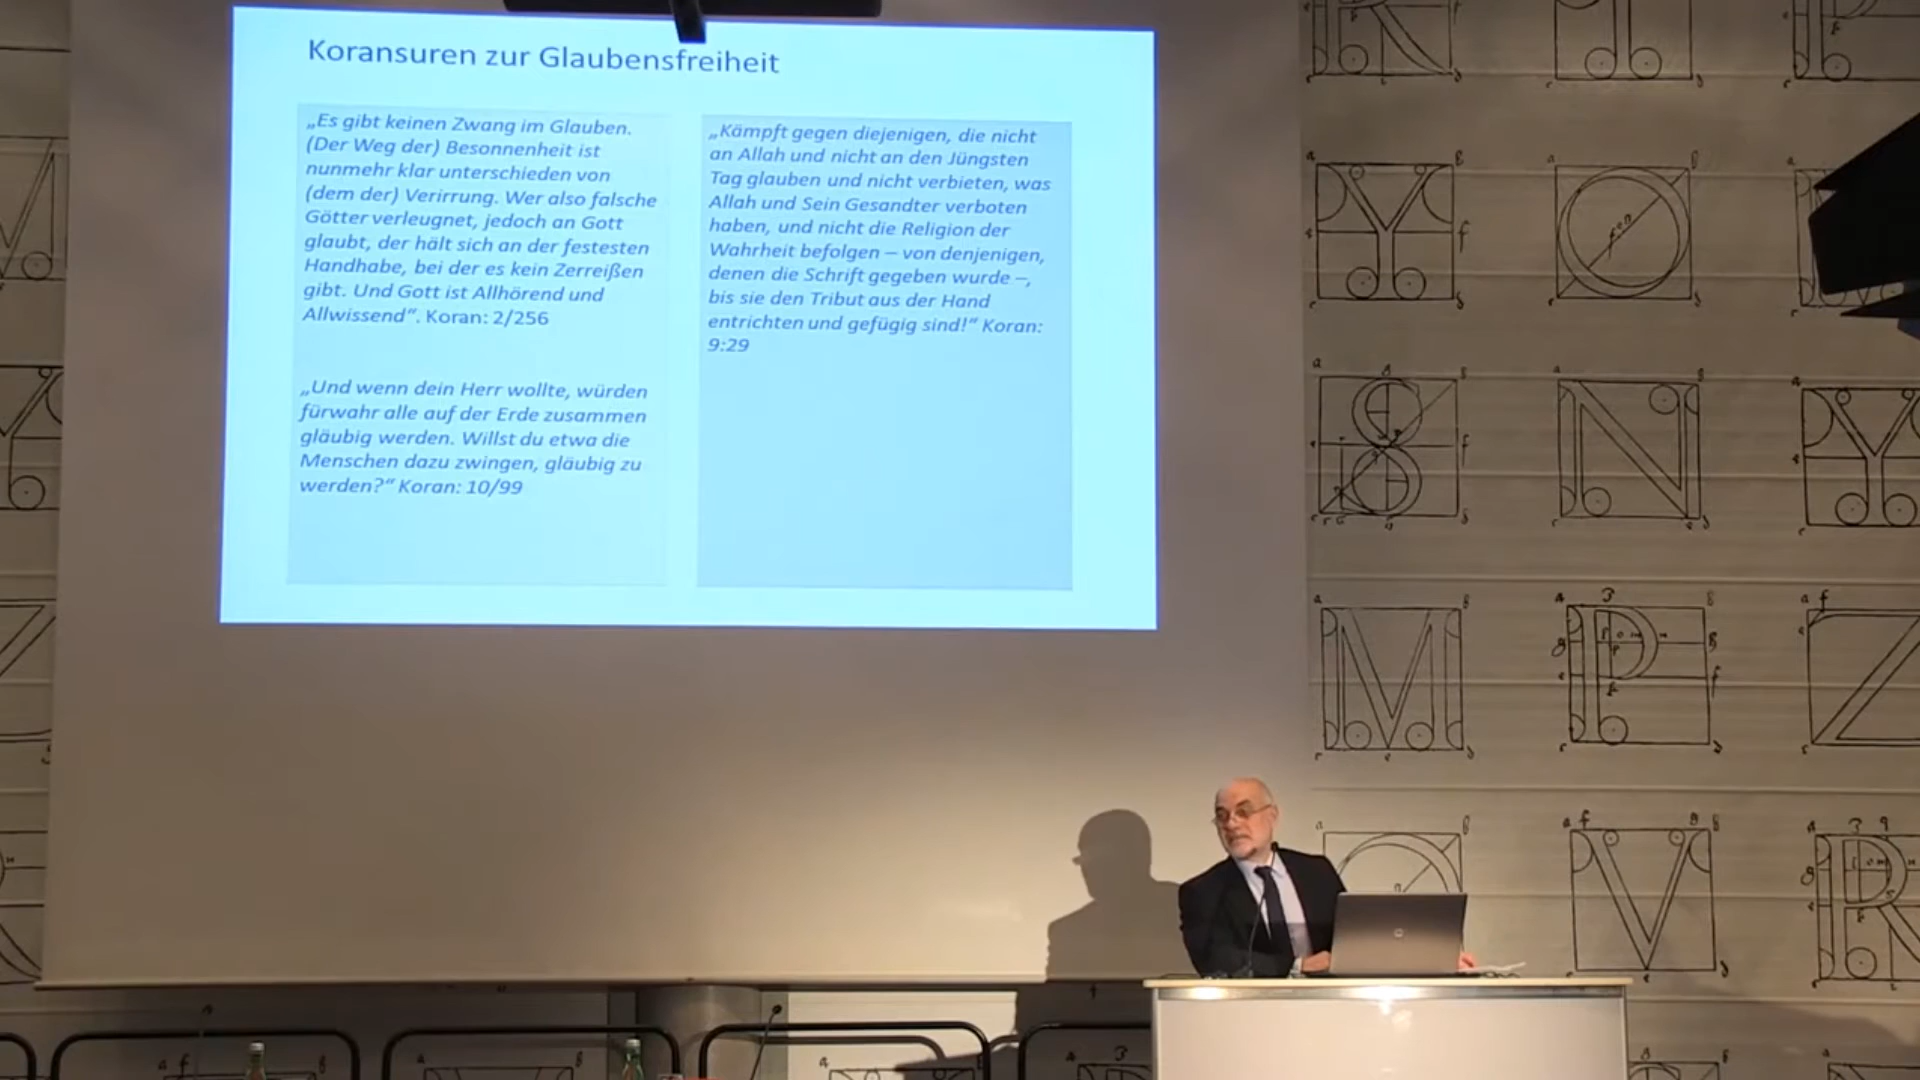 Koransuren zur Glaubensfreiheit
„Es gibt keinen Zwang im Glauben.
(Der Weg der) Besonnenheit ist
nunmehr klar unterschieden von
(dem der) Verirrung. Wer also falsche
Götter verleugnet, jedoch an Gott
glaubt, der hält sich an der festesten
Handhabe, bei der es kein Zerreißen
gibt. Und Gott ist Allhörend und
Allwissend“. Koran: 2/256
„Und wenn dein Herr wollte, würden
fürwahr alle auf der Erde zusammen
gläubig werden. Willst du etwa die
Menschen dazu zwingen, gläubig zu
werden?“ Koran: 10/99
„Kämpft gegen diejenigen, die nicht
an Allah und nicht an den Jüngsten
Tag glauben und nicht verbieten, was
Allah und Sein Gesandter verboten
haben, und nicht die Religion der
Wahrheit befolgen – von denjenigen,
denen die Schrift gegeben wurde –,
bis sie den Tribut aus der Hand
entrichten und gefügig sind!“ Koran:
9:29
Y O
N Y
M P Z
V R